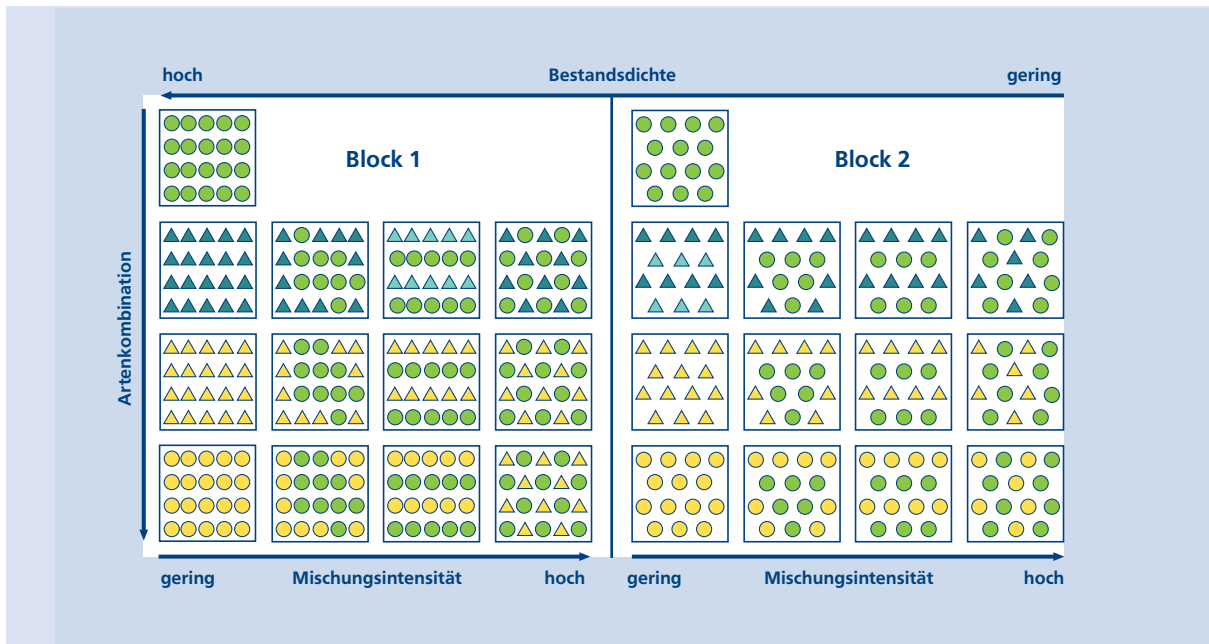 hoch Bestandsdichte gering
Block 1 Block 2
Artenkombination
gering Mischungsintensität hoch gering Mischungsintensität hoch